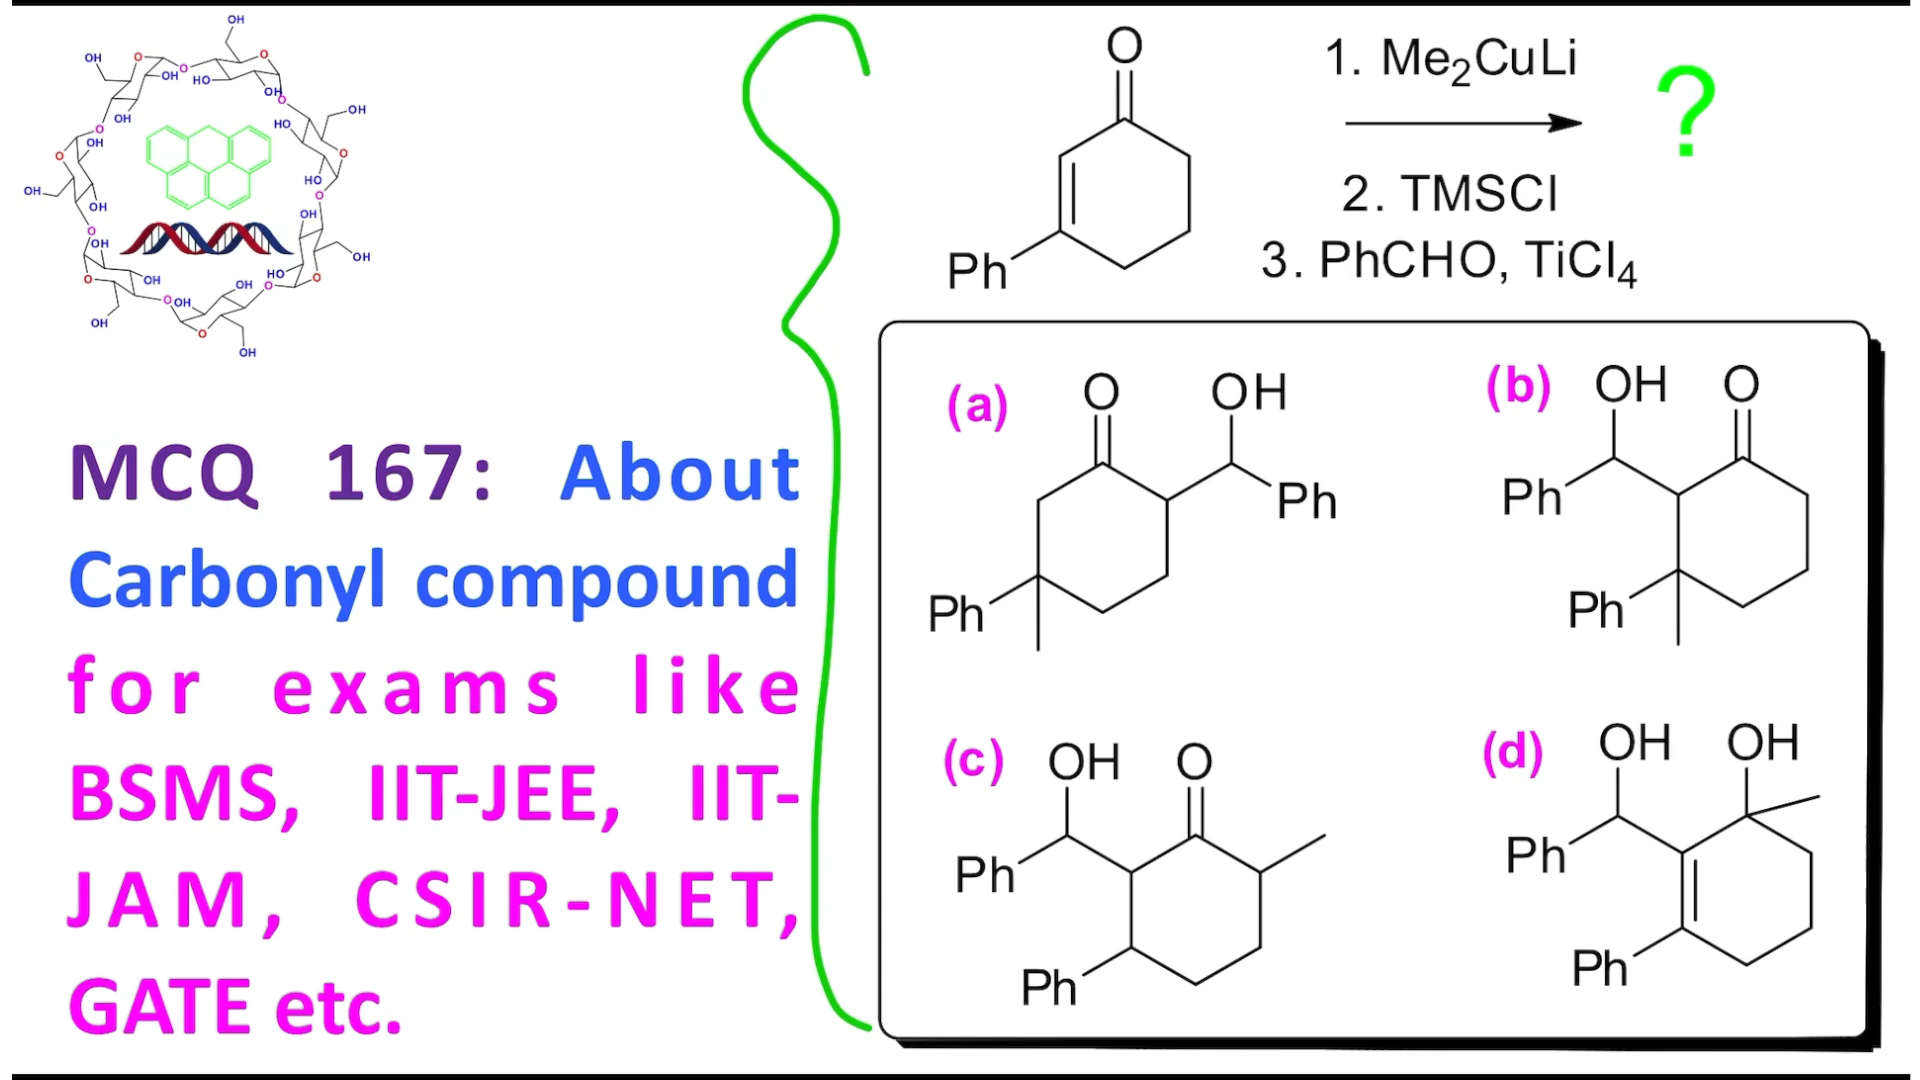 MCQ 167: About
Carbonyl compound
for exams like
BSMS, IIT-JEE, IIT-
JAM, CSIR-NET,
GATE etc.
O
Ph
1. Me₂CuLi
2. TMSCl
3. PhCHO, TiCl₄
?
(a)
O
OH
Ph
Ph
(b)
OH
O
Ph
Ph
(c)
OH
O
Ph
Ph
(d)
OH
OH
Ph
Ph